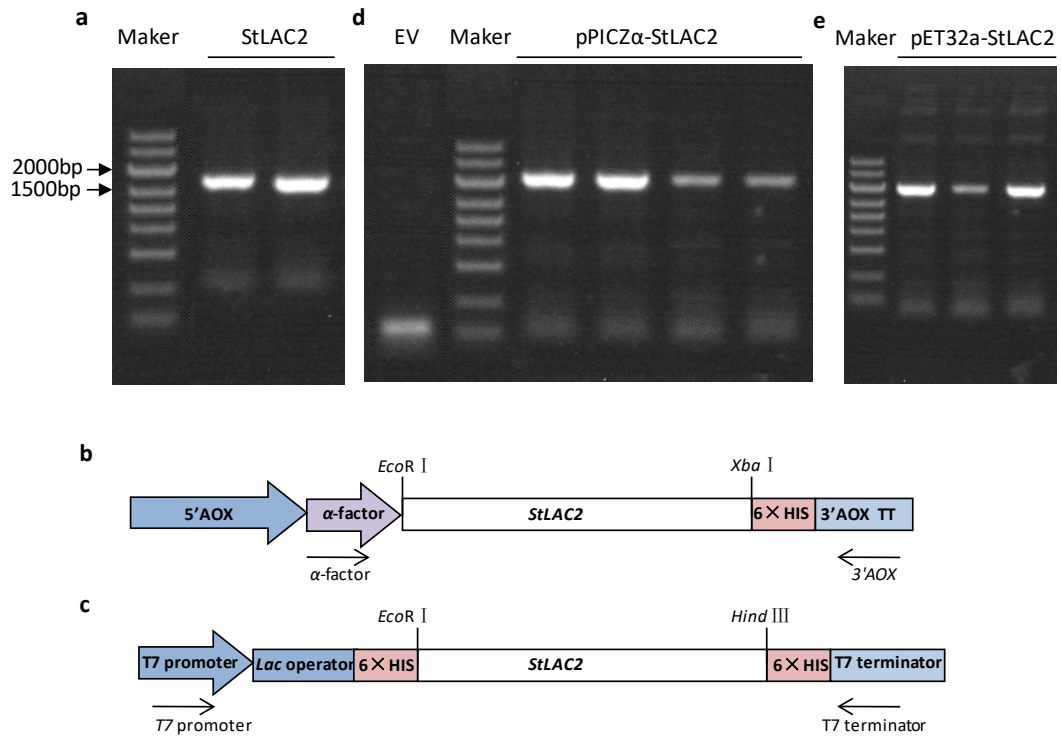 a
d
e
Maker
StLAC2
EV
Maker
pPICZα-StLAC2
Maker
pET32a-StLAC2
2000bp
1500bp
b
EcoR Ⅰ
Xba Ⅰ
5'AOX
α-factor
StLAC2
6×HIS
3'AOX TT
α-factor
3'AOX
c
EcoR Ⅰ
Hind Ⅲ
T7 promoter
Lac operator
6×HIS
StLAC2
6×HIS
T7 terminator
T7 promoter
T7 terminator